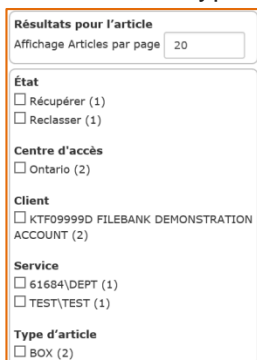 Résultats pour l'article
Affichage Articles par page 20
État
Récupérer (1)
Reclasser (1)
Centre d'accès
Ontario (2)
Client
KTF09999D FILEBANK DEMONSTRATION
ACCOUNT (2)
Service
61684\DEPT (1)
TEST\TEST (1)
Type d'article
BOX (2)